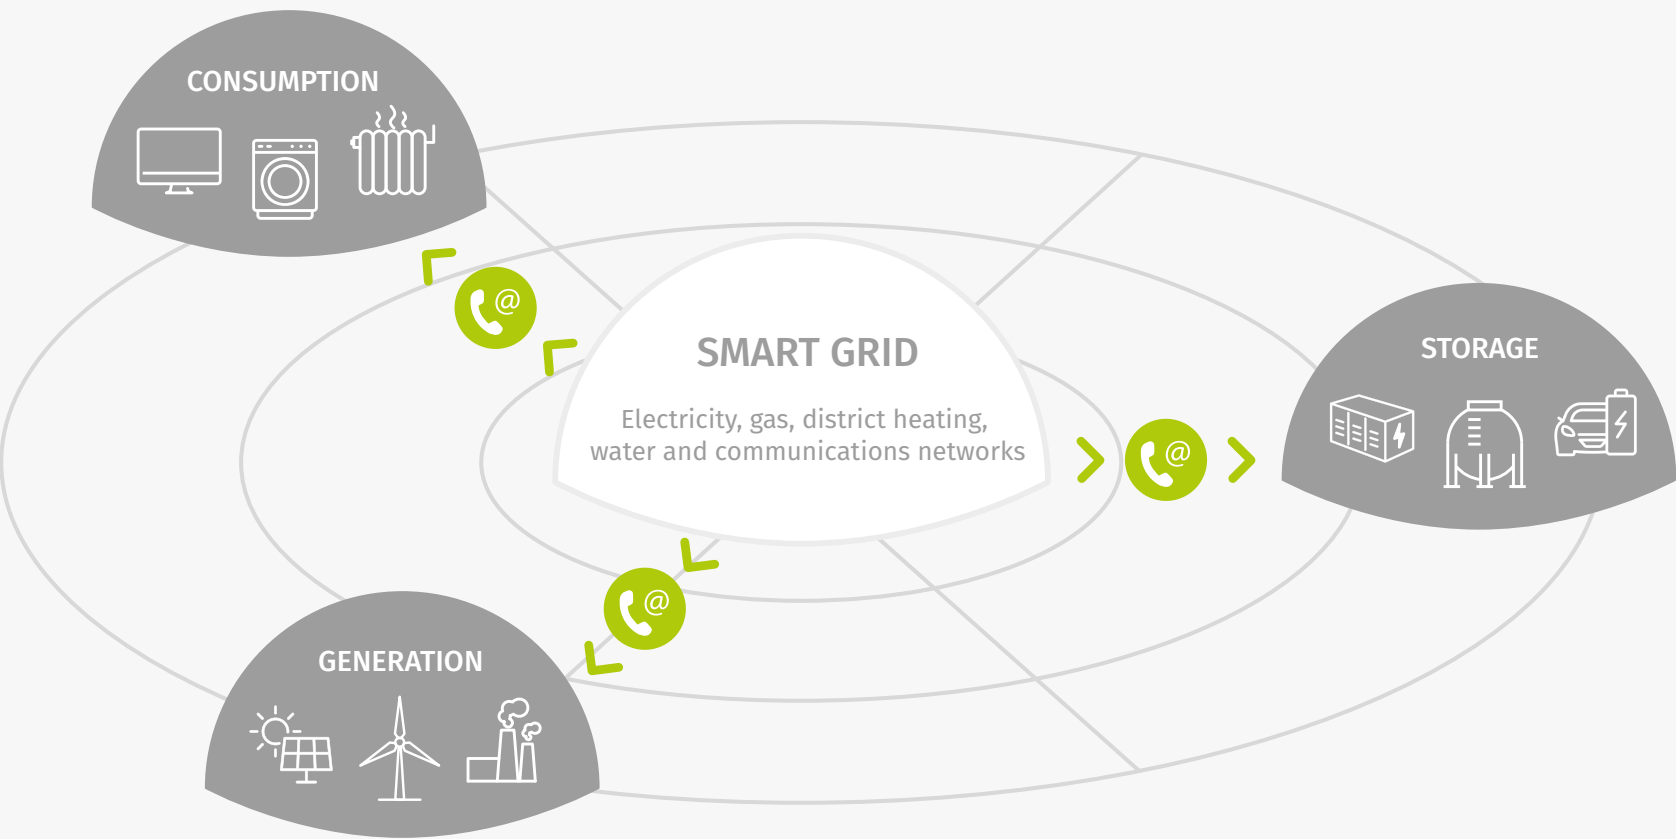 CONSUMPTION
@
SMART GRID
Electricity, gas, district heating,
water and communications networks
STORAGE
@
@
GENERATION